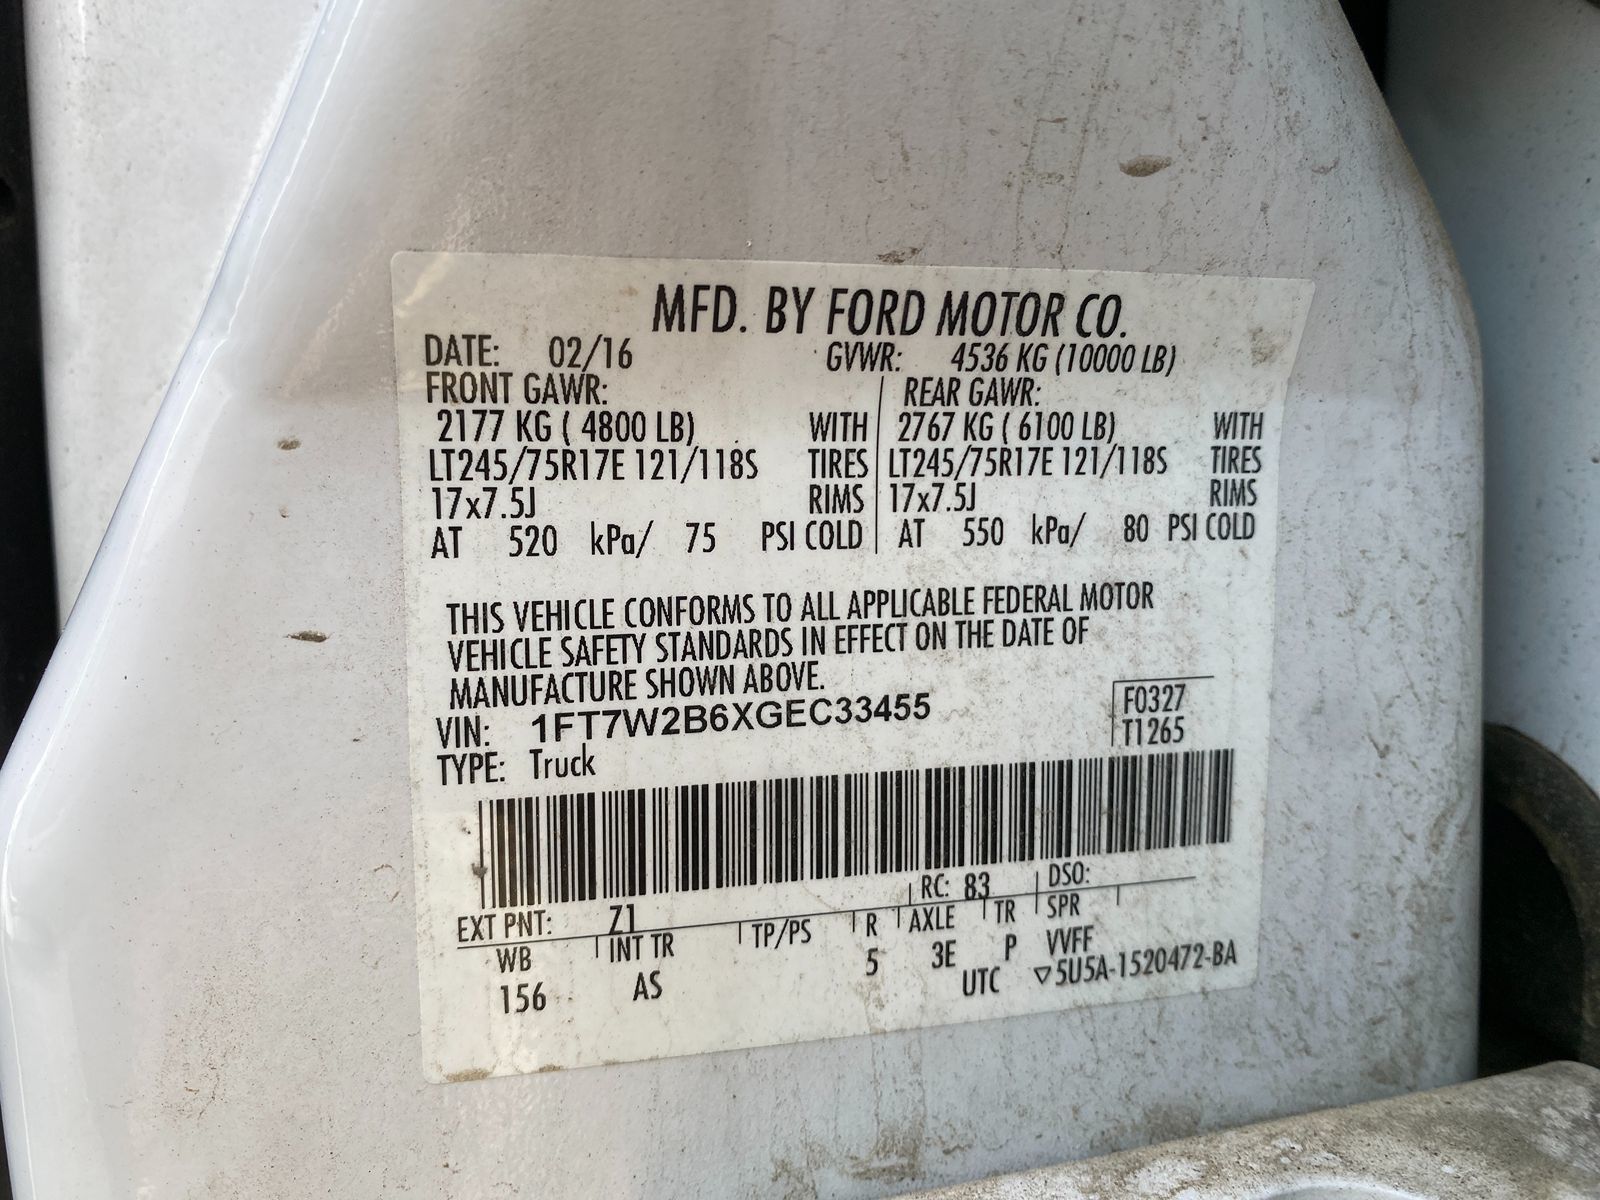 MFD. BY FORD MOTOR CO.
DATE: 02/16 GVWR: 4536 KG (10000 LB)
FRONT GAWR: REAR GAWR:
2177 KG ( 4800 LB) WITH 2767 KG ( 6100 LB) WITH
LT245/75R17E 121/118S TIRES LT245/75R17E 121/118S TIRES
17x7.5J RIMS 17x7.5J RIMS
AT 520 kPa/ 75 PSI COLD AT 550 kPa/ 80 PSI COLD
THIS VEHICLE CONFORMS TO ALL APPLICABLE FEDERAL MOTOR
VEHICLE SAFETY STANDARDS IN EFFECT ON THE DATE OF
MANUFACTURE SHOWN ABOVE.
VIN: 1FT7W2B6XGEC33455 F0327
TYPE: Truck T1265
EXT PNT: Z1 RC: 83 DSO:
WB INT TR TP/PS R AXLE TR SPR
156 AS 5 3E P VVFF
UTC ▽5U5A-1520472-BA